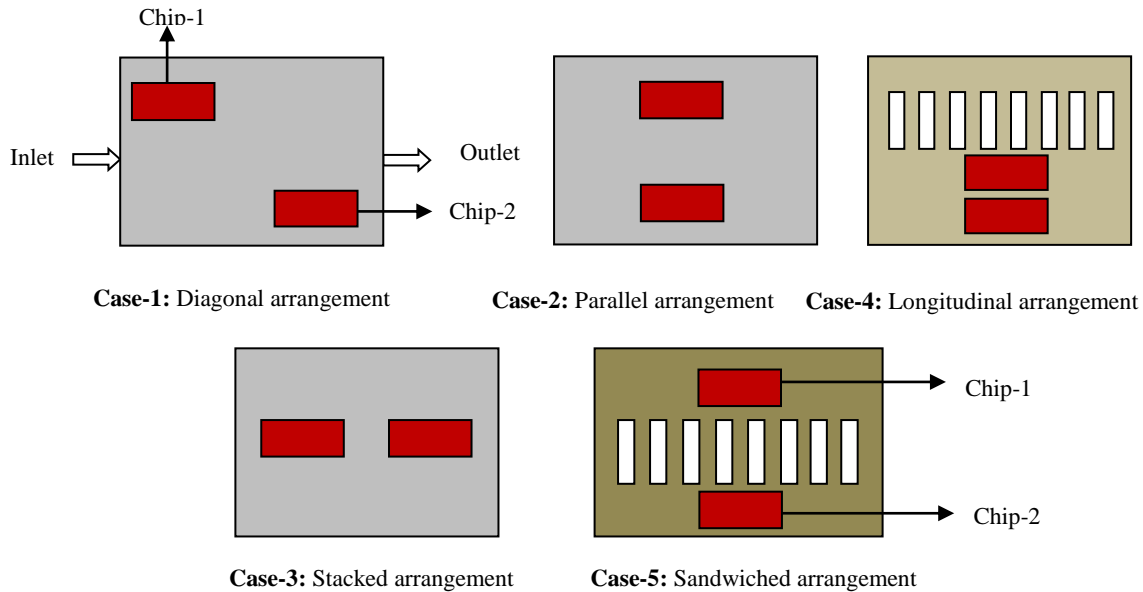 Chip-1
Inlet
Outlet
Chip-2
Case-1: Diagonal arrangement
Case-2: Parallel arrangement
Case-4: Longitudinal arrangement
Chip-1
Chip-2
Case-3: Stacked arrangement
Case-5: Sandwiched arrangement